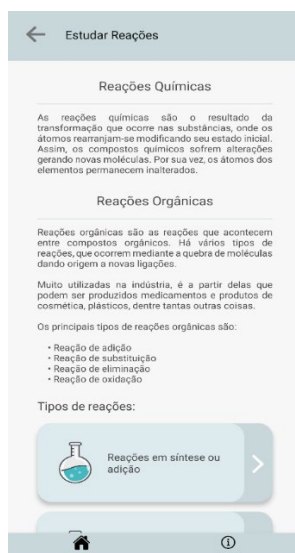 Estudar Reações
Reações Químicas
As reações químicas são o resultado da
transformação que ocorre nas substâncias, onde os
átomos rearranjam-se modificando seu estado inicial.
Assim, os compostos químicos sofrem alterações
gerando novas moléculas. Por sua vez, os átomos dos
elementos permanecem inalterados.
Reações Orgânicas
Reações orgânicas são as reações que acontecem
entre compostos orgânicos. Há vários tipos de
reações, que ocorrem mediante a quebra de moléculas
dando origem a novas ligações.
Muito utilizadas na indústria, é a partir delas que
podem ser produzidos medicamentos e produtos de
cosmética, plásticos, dentre tantas outras coisas.
Os principais tipos de reações orgânicas são:
• Reação de adição
• Reação de substituição
• Reação de eliminação
• Reação de oxidação
Tipos de reações:
Reações em síntese ou
adição